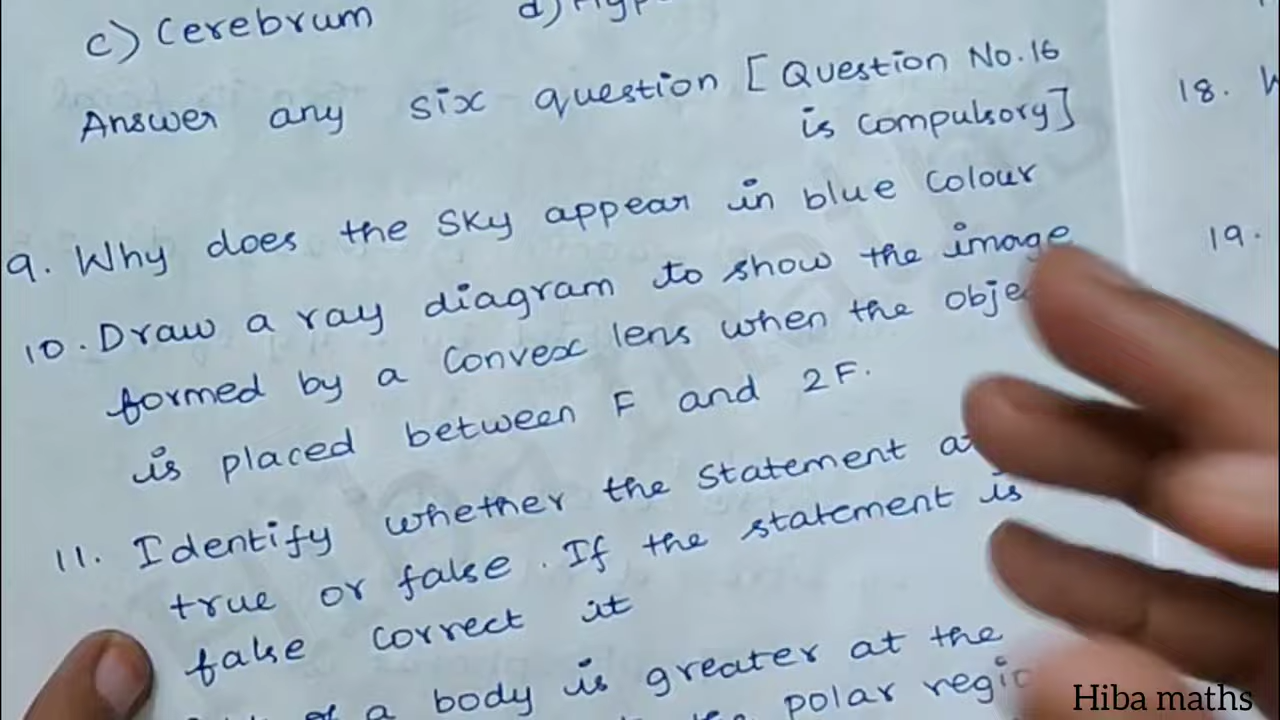 c) Cerebrum d)
Answer any six question [Question No.16
is compulsory]
9. Why does the sky appear in blue colour
10. Draw a ray diagram to show the image
formed by a convex lens when the
is placed between F and 2F.
11. Identify whether the statement
true or false. If the statement is
false correct it
a body is greater at the
polar
18.
19.
Hiba maths